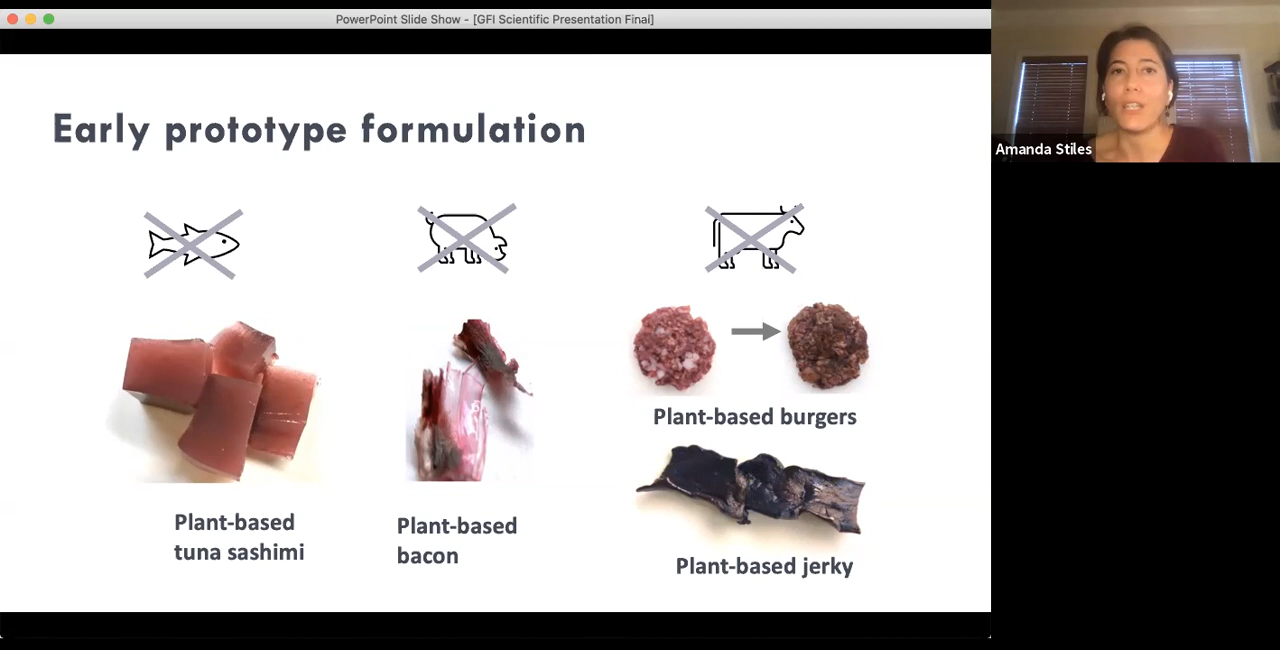 PowerPoint Slide Show - [GFI Scientific Presentation Final]
Early prototype formulation
Amanda Stiles
Plant-based burgers
Plant-based
tuna sashimi
Plant-based
bacon
Plant-based jerky